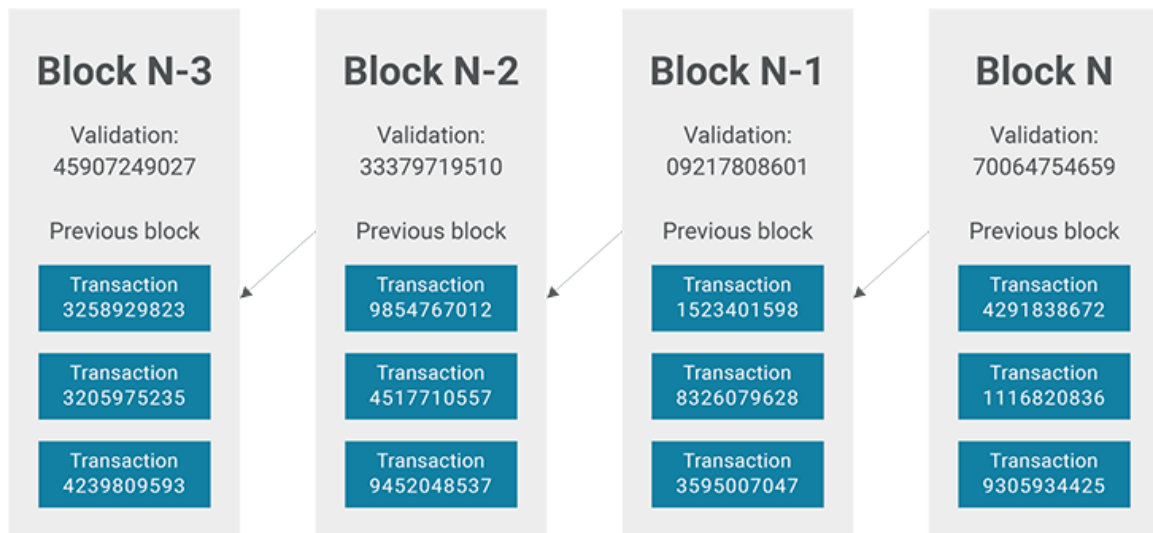 Block N-3
Validation:
45907249027
Previous block
Transaction
3258929823
Transaction
3205975235
Transaction
4239809593
Block N-2
Validation:
33379719510
Previous block
Transaction
9854767012
Transaction
4517710557
Transaction
9452048537
Block N-1
Validation:
09217808601
Previous block
Transaction
1523401598
Transaction
8326079628
Transaction
3595007047
Block N
Validation:
70064754659
Previous block
Transaction
4291838672
Transaction
1116820836
Transaction
9305934425